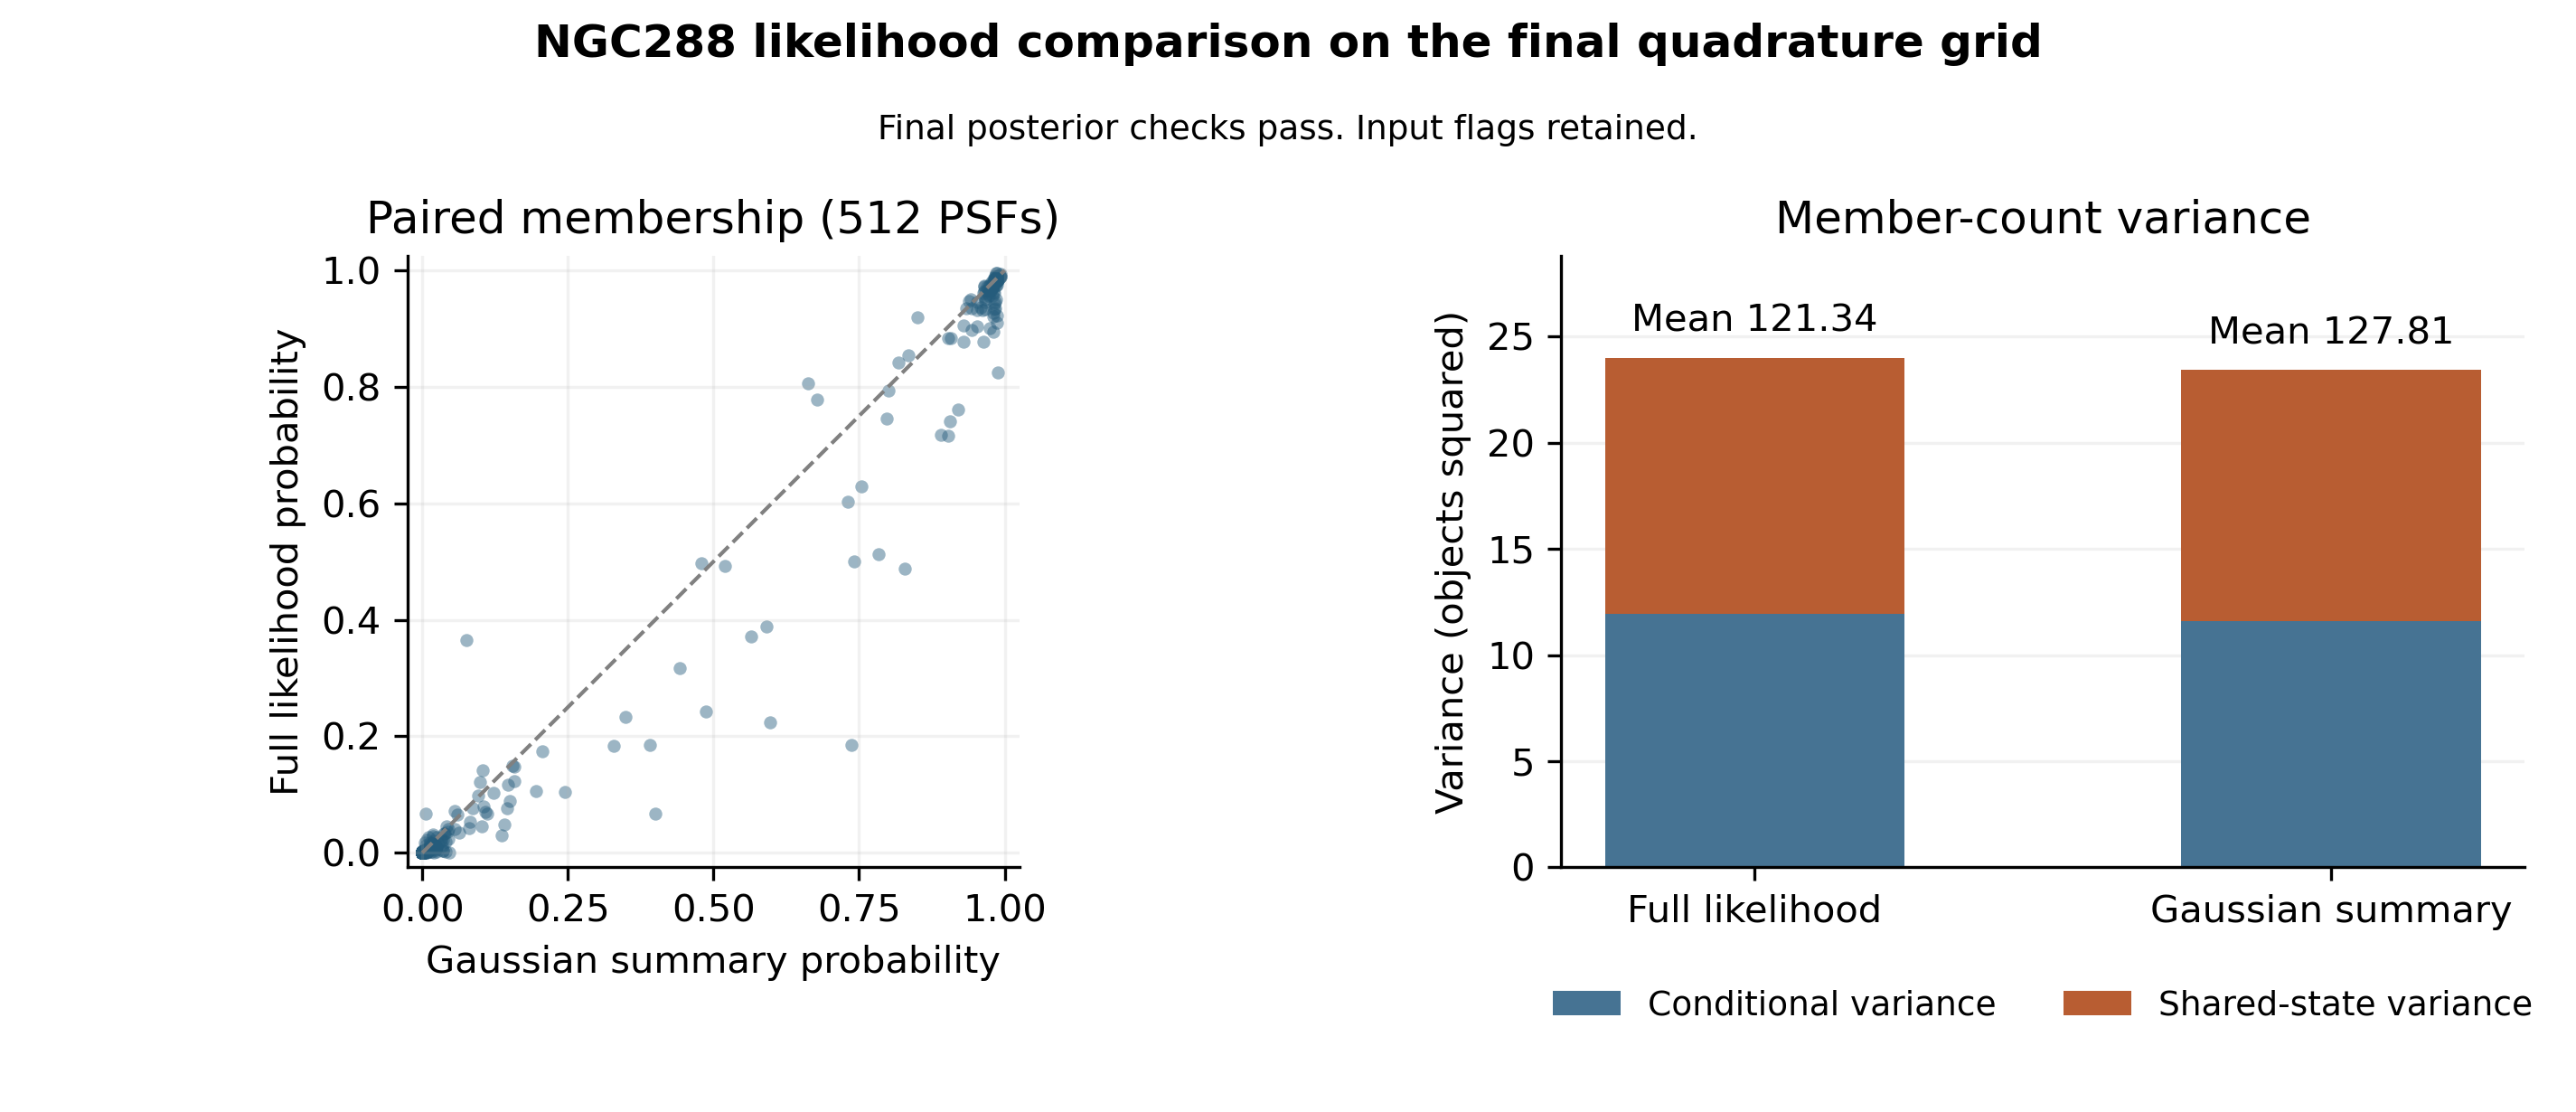 NGC288 likelihood comparison on the final quadrature grid
Final posterior checks pass. Input flags retained.
Paired membership (512 PSFs)
Full likelihood probability
1.0
0.8
0.6
0.4
0.2
0.0
0.00 0.25 0.50 0.75 1.00
Gaussian summary probability
Member-count variance
Variance (objects squared)
25
20
15
10
5
0
Mean 121.34
Mean 127.81
Full likelihood
Gaussian summary
Conditional variance
Shared-state variance